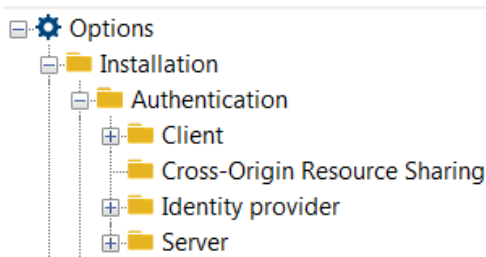 Options
Installation
Authentication
Client
Cross-Origin Resource Sharing
Identity provider
Server